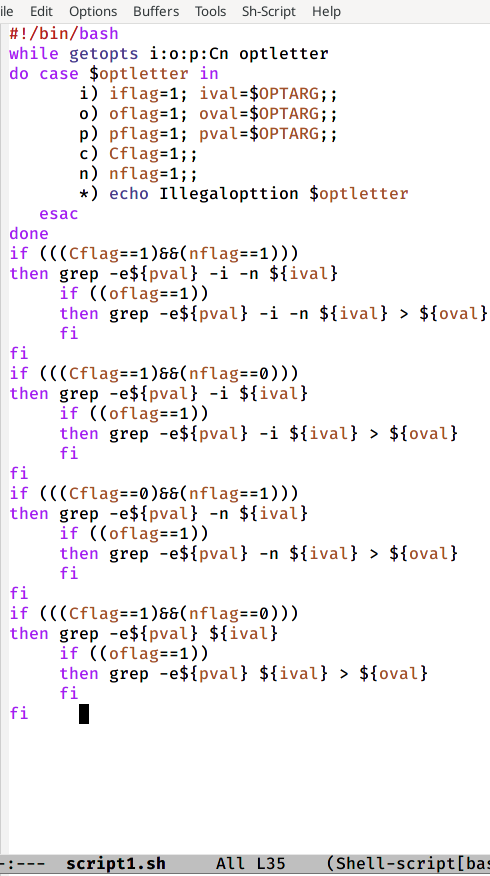 ile Edit Options Buffers Tools Sh-Script Help
#!/bin/bash
while getopts i:o:p:Cn optletter
do case $optletter in
       i) iflag=1; ival=$OPTARG;;
       o) oflag=1; oval=$OPTARG;;
       p) pflag=1; pval=$OPTARG;;
       c) Cflag=1;;
       n) nflag=1;;
       *) echo Illegalopttion $optletter
   esac
done
if (((Cflag==1)&&(nflag==1)))
then grep -e${pval} -i -n ${ival}
     if ((oflag==1))
     then grep -e${pval} -i -n ${ival} > ${oval}
     fi
fi
if (((Cflag==1)&&(nflag==0)))
then grep -e${pval} -i ${ival}
     if ((oflag==1))
     then grep -e${pval} -i ${ival} > ${oval}
     fi
fi
if (((Cflag==0)&&(nflag==1)))
then grep -e${pval} -n ${ival}
     if ((oflag==1))
     then grep -e${pval} -n ${ival} > ${oval}
     fi
fi
if (((Cflag==1)&&(nflag==0)))
then grep -e${pval} ${ival}
     if ((oflag==1))
     then grep -e${pval} ${ival} > ${oval}
     fi
fi
-:--- script1.sh All L35 (Shell-script[bas